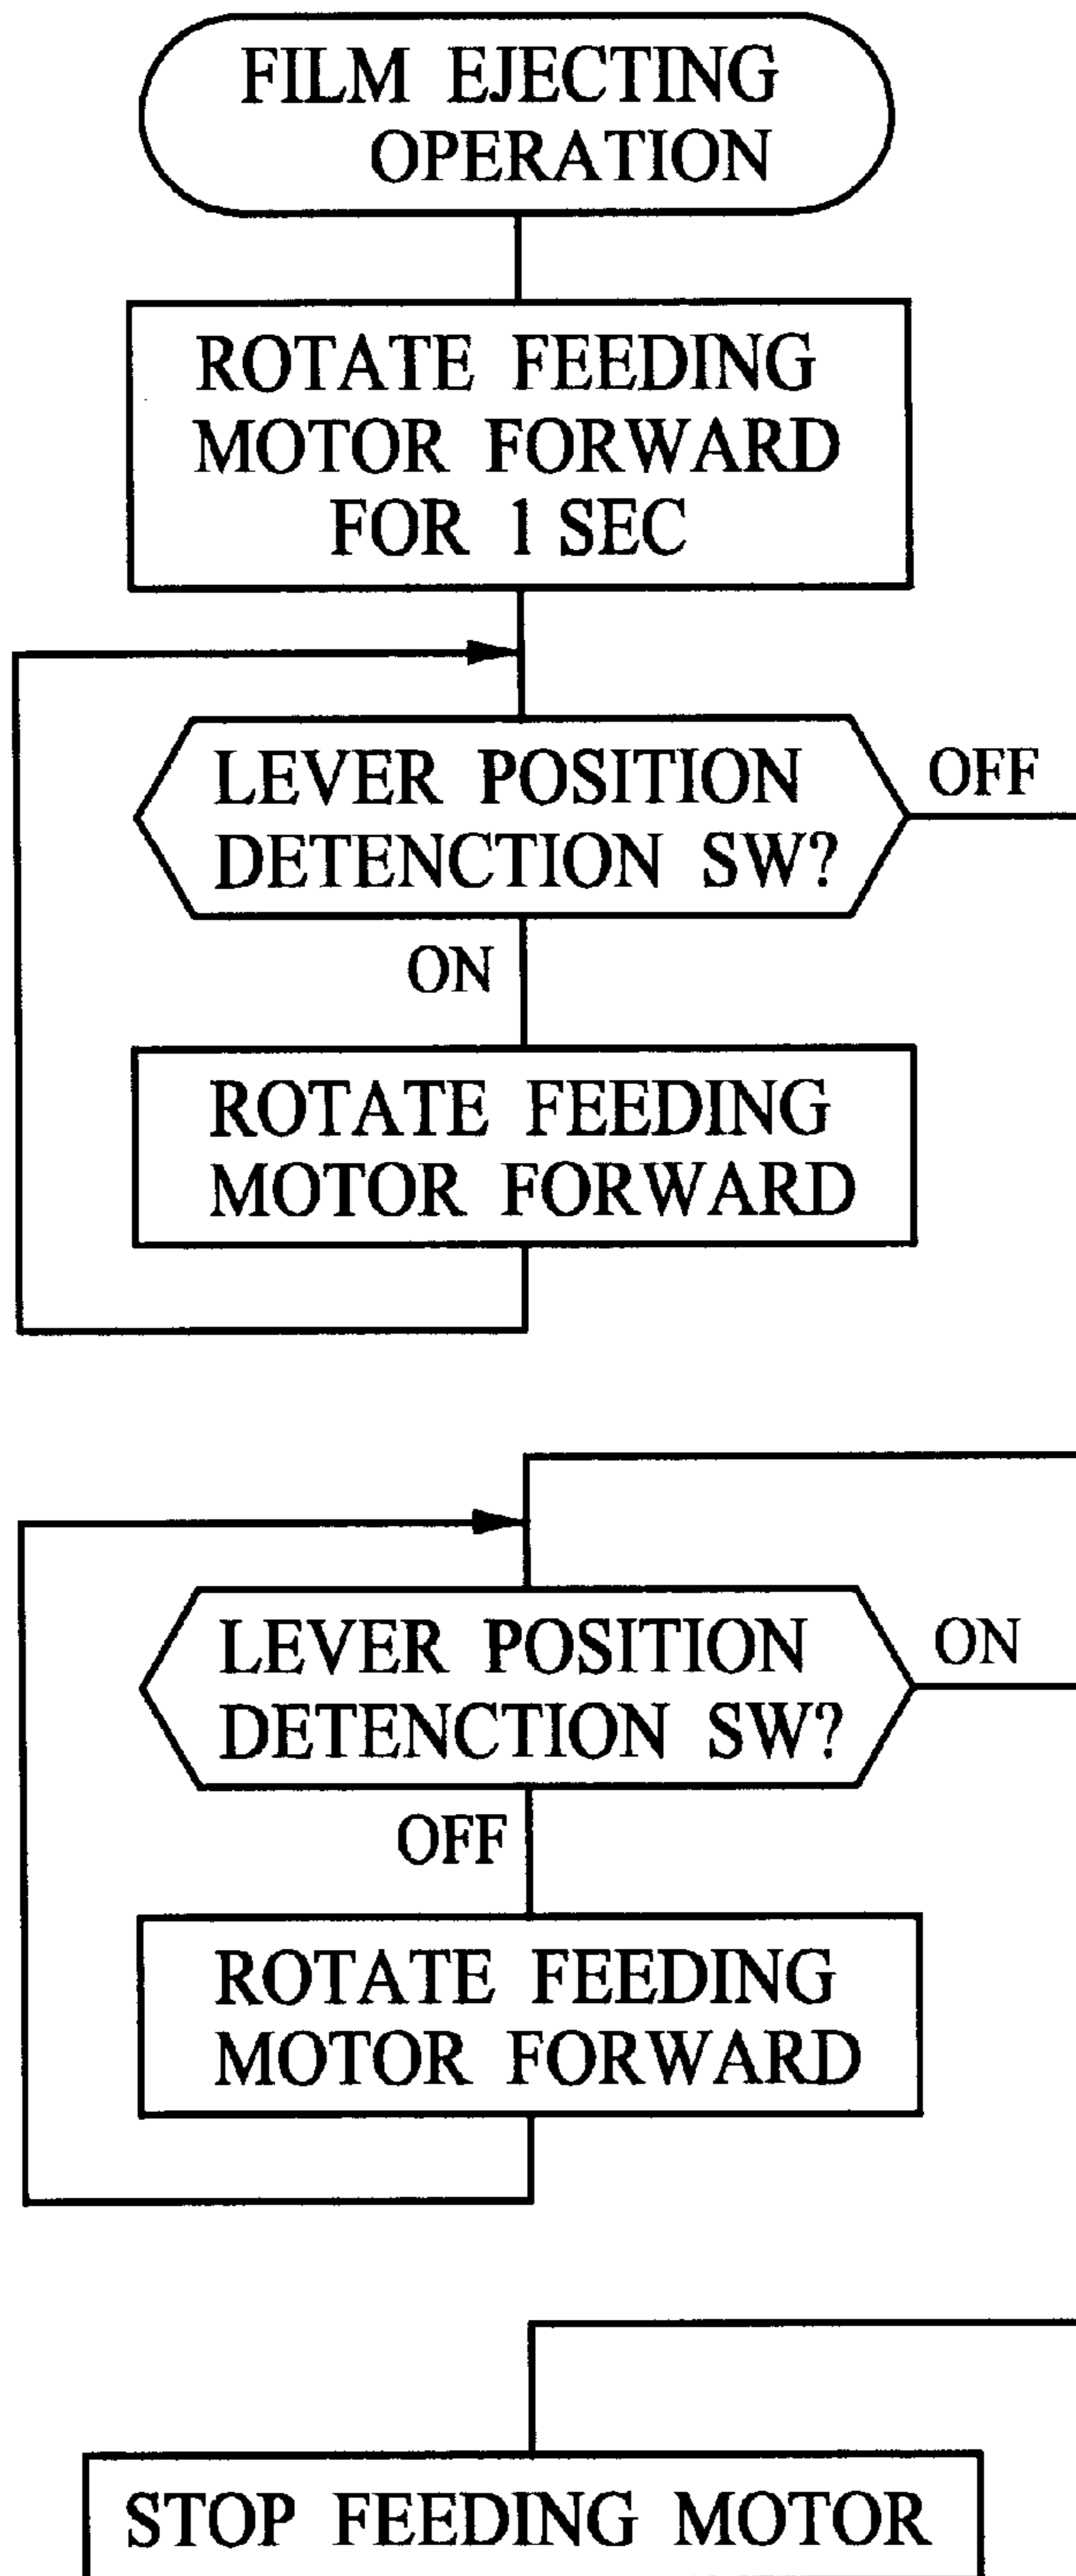 FILM EJECTING
OPERATION
ROTATE FEEDING
MOTOR FORWARD
FOR 1 SEC
LEVER POSITION
DETENCTION SW?
OFF
ON
ROTATE FEEDING
MOTOR FORWARD
LEVER POSITION
DETENCTION SW?
ON
OFF
ROTATE FEEDING
MOTOR FORWARD
STOP FEEDING MOTOR